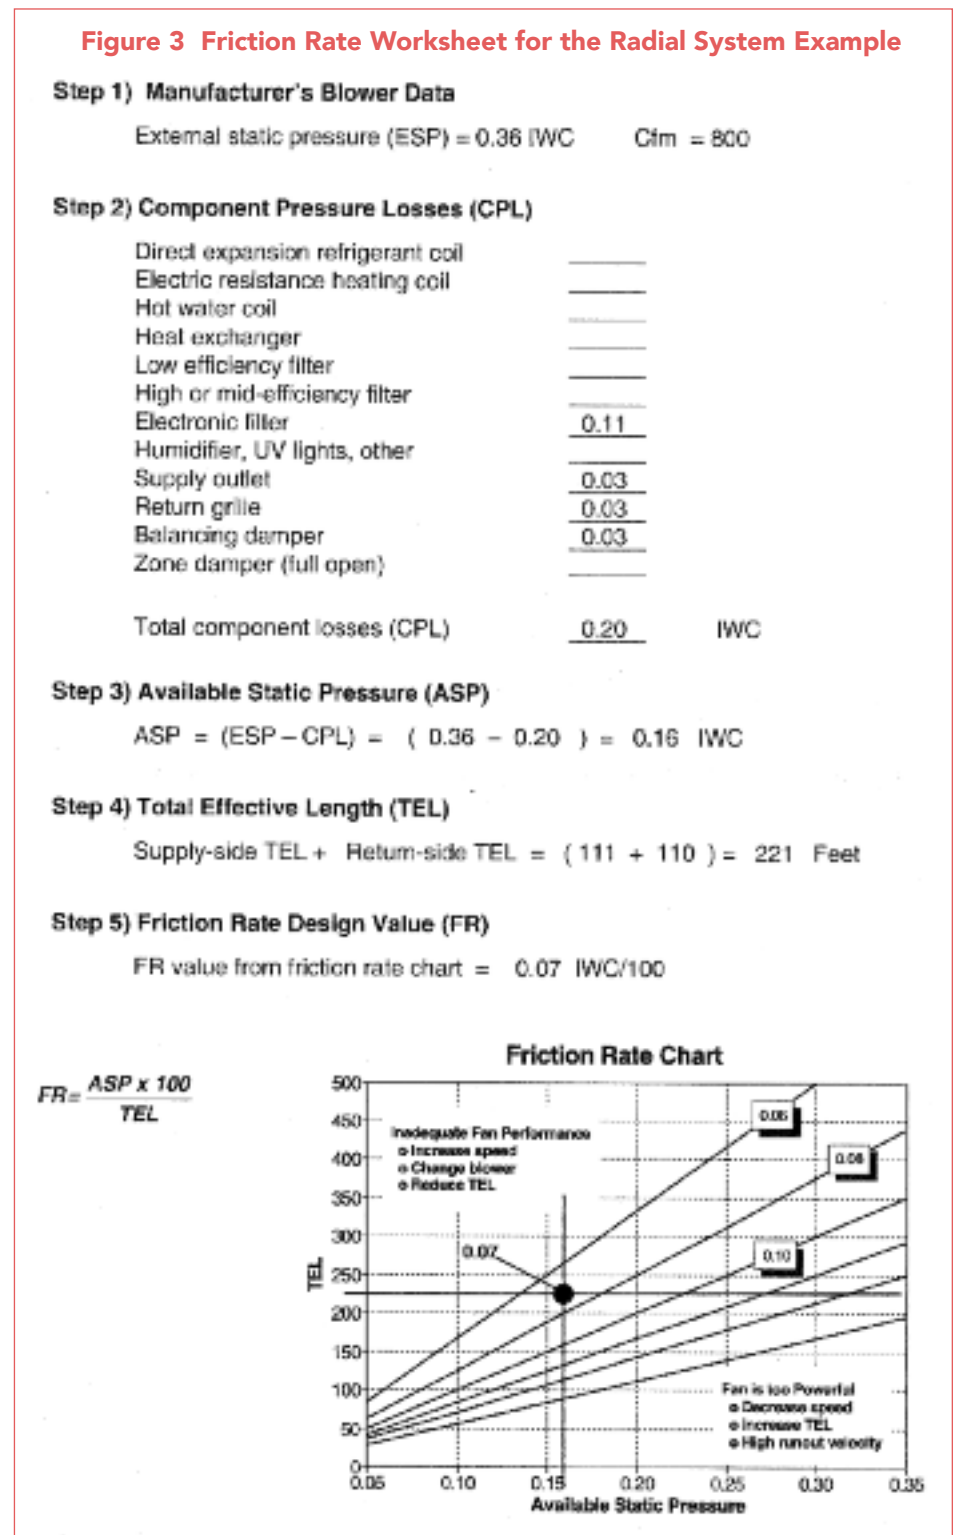 Figure 3 Friction Rate Worksheet for the Radial System Example
Step 1) Manufacturer's Blower Data
External static pressure (ESP) = 0.36 IWC Cfm = 800
Step 2) Component Pressure Losses (CPL)
Direct expansion refrigerant coil
Electric resistance heating coil
Hot water coil
Heat exchanger
Low efficiency filter
High or mid-efficiency filter
Electronic filter 0.11
Humidifier, UV lights, other
Supply outlet 0.03
Return grille 0.03
Balancing damper 0.03
Zone damper (full open)
Total component losses (CPL) 0.20 IWC
Step 3) Available Static Pressure (ASP)
ASP = (ESP – CPL) = ( 0.36 – 0.20 ) = 0.16 IWC
Step 4) Total Effective Length (TEL)
Supply-side TEL + Return-side TEL = ( 111 + 110 ) = 221 Feet
Step 5) Friction Rate Design Value (FR)
FR value from friction rate chart = 0.07 IWC/100
FR= ASP x 100
TEL
Friction Rate Chart
500
450
400
350
300
250
200
150
100
50
0
TEL
Inadequate Fan Performance
o Increase speed
o Change blower
o Reduce TEL
0.06
0.08
0.07
0.10
Fan is too Powerful
o Decrease speed
o Increase TEL
o High runout velocity
0.05 0.10 0.15 0.20 0.25 0.30 0.35
Available Static Pressure